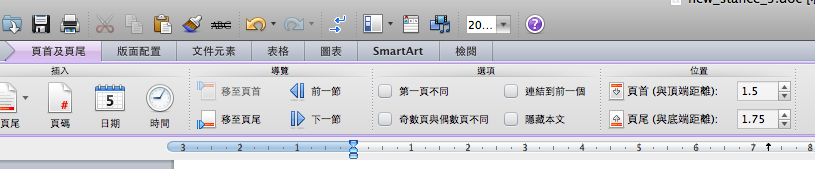 new_stance_5.doc [
ABC
20...
?
頁首及頁尾 版面配置 文件元素 表格 圖表 SmartArt 檢閱
插入 導覽 選項 位置
# 5
移至頁首 前一節 第一頁不同 連結到前一個 頁首 (與頂端距離): 1.5
頁尾 頁碼 日期 時間 移至頁尾 下一節 奇數頁與偶數頁不同 隱藏本文 頁尾 (與底端距離): 1.75
3 2 1 1 2 3 4 5 6 7 8